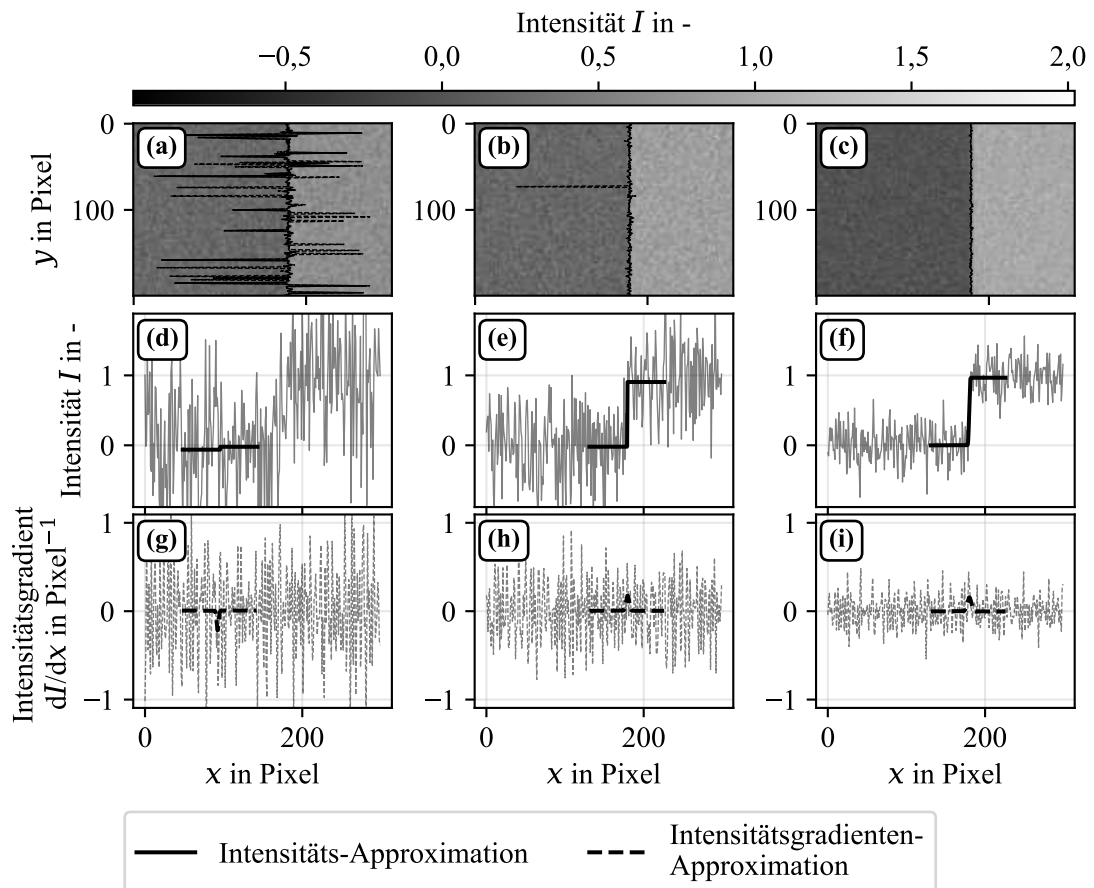 Intensität I in -
−0,5 0,0 0,5 1,0 1,5 2,0
(a) (b) (c)
0 0 0
100 100 100
y in Pixel
(d) (e) (f)
1 1 1
0 0 0
Intensität I in -
(g) (h) (i)
1 1 1
0 0 0
−1 −1 −1
Intensitätsgradient
dI/dx in Pixel⁻¹
0 200 0 200 0 200
x in Pixel x in Pixel x in Pixel
Intensitäts-Approximation
Intensitätsgradienten-
Approximation